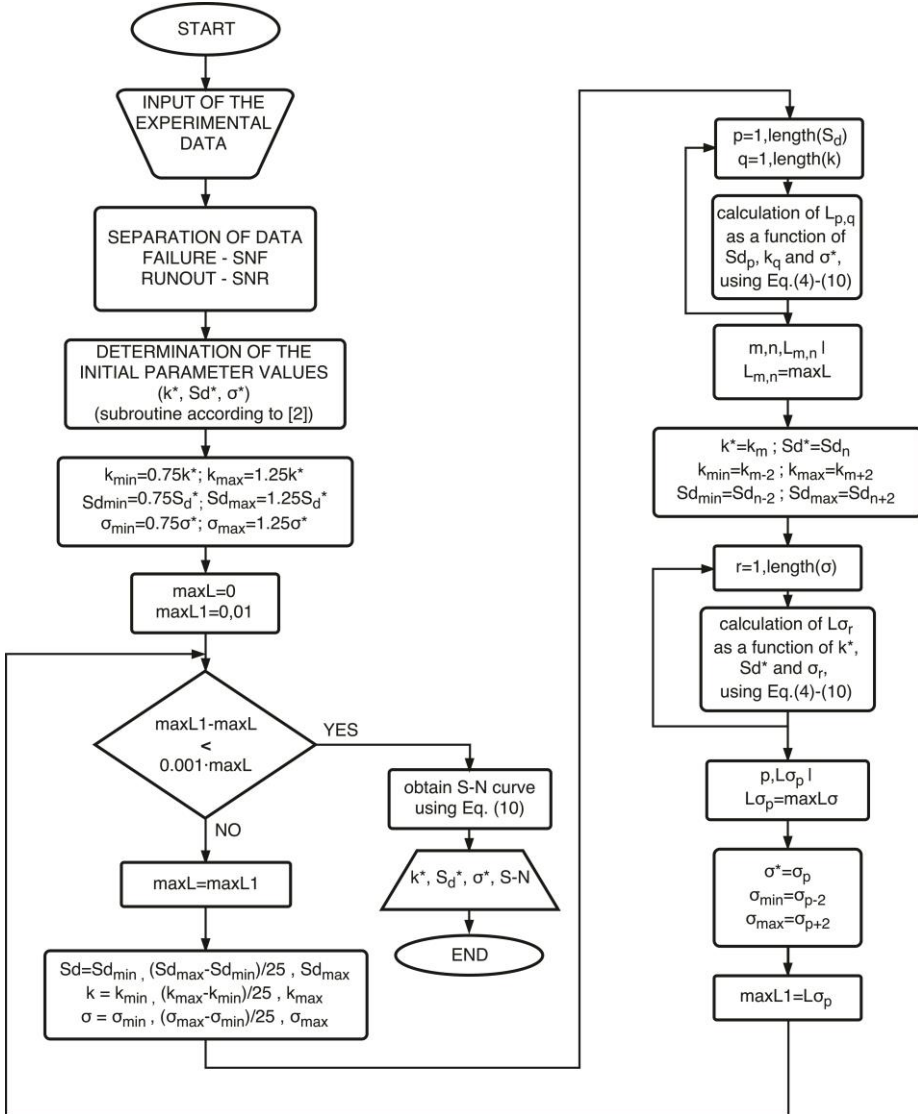 START
INPUT OF THE
EXPERIMENTAL
DATA
SEPARATION OF DATA
FAILURE - SNF
RUNOUT - SNR
DETERMINATION OF THE
INITIAL PARAMETER VALUES
(k*, Sd*, σ*)
(subroutine according to [2])
kmin=0.75k*; kmax=1.25k*
Sdmin=0.75Sd*; Sdmax=1.25Sd*
σmin=0.75σ*; σmax=1.25σ*
maxL=0
maxL1=0,01
maxL1-maxL
<
0.001·maxL
YES
NO
obtain S-N curve
using Eq. (10)
k*, Sd*, σ*, S-N
END
maxL=maxL1
Sd=Sdmin , (Sdmax-Sdmin)/25 , Sdmax
k = kmin , (kmax-kmin)/25 , kmax
σ = σmin , (σmax-σmin)/25 , σmax
p=1,length(Sd)
q=1,length(k)
calculation of Lp,q
as a function of
Sdp, kq and σ*,
using Eq.(4)-(10)
m,n,Lm,n I
Lm,n=maxL
k*=km ; Sd*=Sdn
kmin=km-2 ; kmax=km+2
Sdmin=Sdn-2 ; Sdmax=Sdn+2
r=1,length(σ)
calculation of Lσr
as a function of k*,
Sd* and σr,
using Eq.(4)-(10)
p,Lσp I
Lσp=maxLσ
σ*=σp
σmin=σp-2
σmax=σp+2
maxL1=Lσp